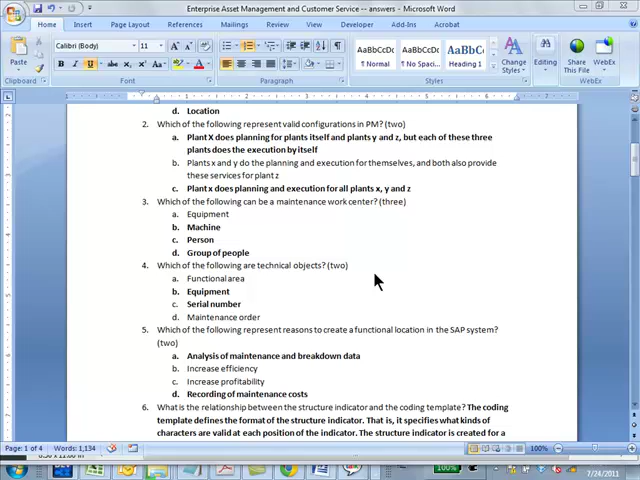 Enterprise Asset Management and Customer Service -- answers - Microsoft Word
Home Insert Page Layout References Mailings Review View Developer Add-Ins Acrobat
Calibri (Body) 11
Paste
AaBbCcDc AaBbCcDc AaBbC
¶ Normal ¶ No Spaci... Heading 1
Change Styles
Editing
Share This File
WebEx
Clipboard Font Paragraph Styles WebEx
d. Location
2. Which of the following represent valid configurations in PM? (two)
a. Plant X does planning for plants itself and plants y and z, but each of these three
plants does the execution by itself
b. Plants x and y do the planning and execution for themselves, and both also provide
these services for plant z
c. Plant x does planning and execution for all plants x, y and z
3. Which of the following can be a maintenance work center? (three)
a. Equipment
b. Machine
c. Person
d. Group of people
4. Which of the following are technical objects? (two)
a. Functional area
b. Equipment
c. Serial number
d. Maintenance order
5. Which of the following represent reasons to create a functional location in the SAP system?
(two)
a. Analysis of maintenance and breakdown data
b. Increase efficiency
c. Increase profitability
d. Recording of maintenance costs
6. What is the relationship between the structure indicator and the coding template? The coding
template defines the format of the structure indicator. That is, it specifies what kinds of
characters are valid at each position of the indicator. The structure indicator is created for a
Page: 1 of 4 Words: 1,134 100%
8.50 x 11.00 in
100%
7/24/2011